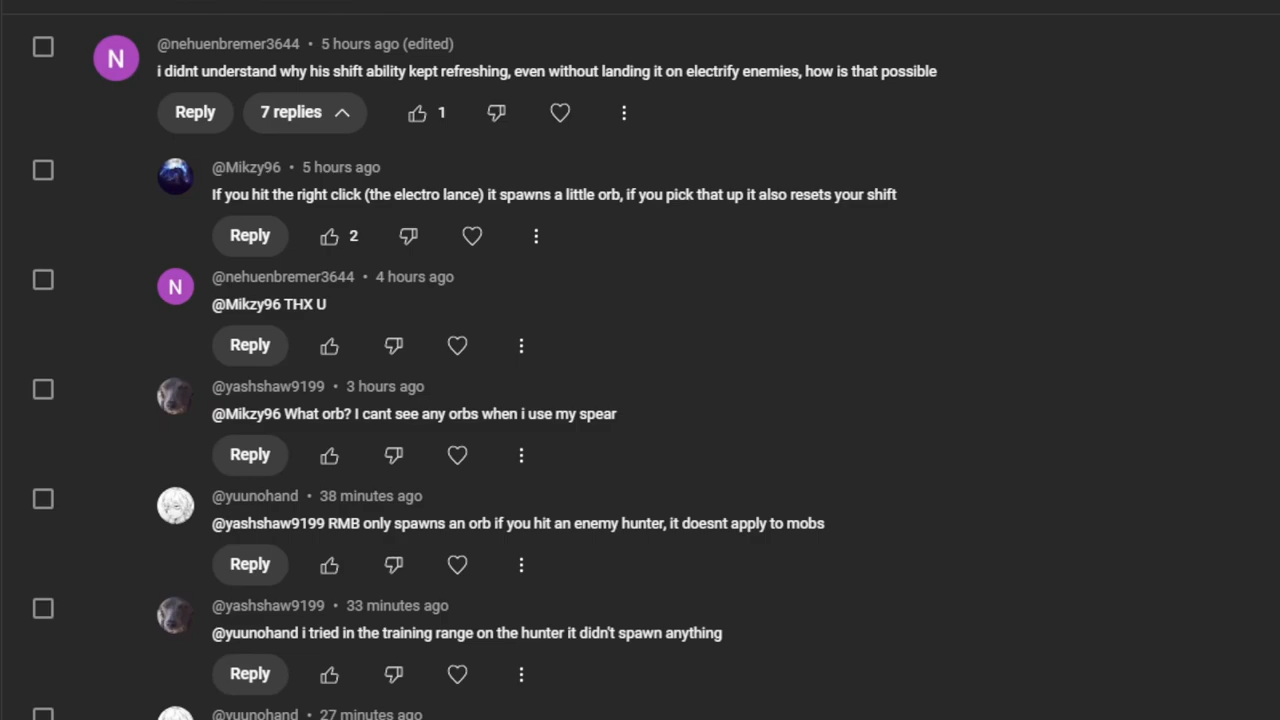 @nehuenbremer3644 • 5 hours ago (edited)
N
i didnt understand why his shift ability kept refreshing, even without landing it on electrify enemies, how is that possible
Reply 7 replies 1
@Mikzy96 • 5 hours ago
If you hit the right click (the electro lance) it spawns a little orb, if you pick that up it also resets your shift
Reply 2
@nehuenbremer3644 • 4 hours ago
N
@Mikzy96 THX U
Reply
@yashshaw9199 • 3 hours ago
@Mikzy96 What orb? I cant see any orbs when i use my spear
Reply
@yuunohand • 38 minutes ago
@yashshaw9199 RMB only spawns an orb if you hit an enemy hunter, it doesnt apply to mobs
Reply
@yashshaw9199 • 33 minutes ago
@yuunohand i tried in the training range on the hunter it didn't spawn anything
Reply
@yuunohand • 27 minutes ago